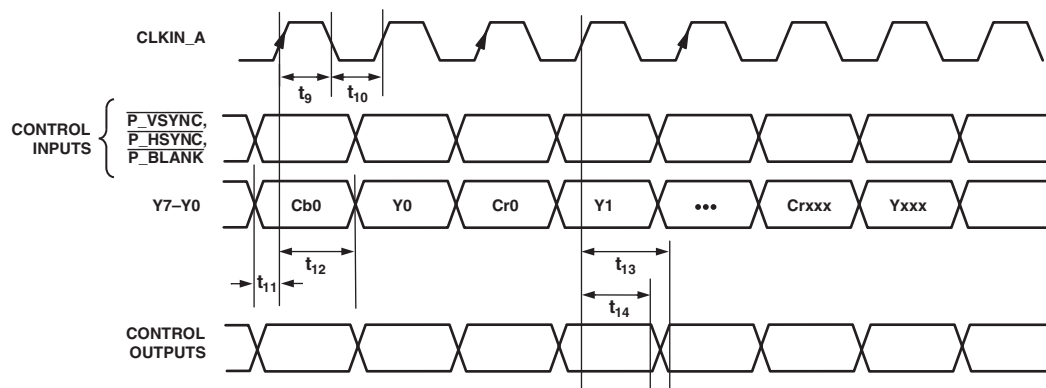 CLKIN_A
t9 t10
CONTROL
INPUTS
P_VSYNC,
P_HSYNC,
P_BLANK
Y7–Y0 Cb0 Y0 Cr0 Y1 ••• Crxxx Yxxx
t12
t13
t11
t14
CONTROL
OUTPUTS